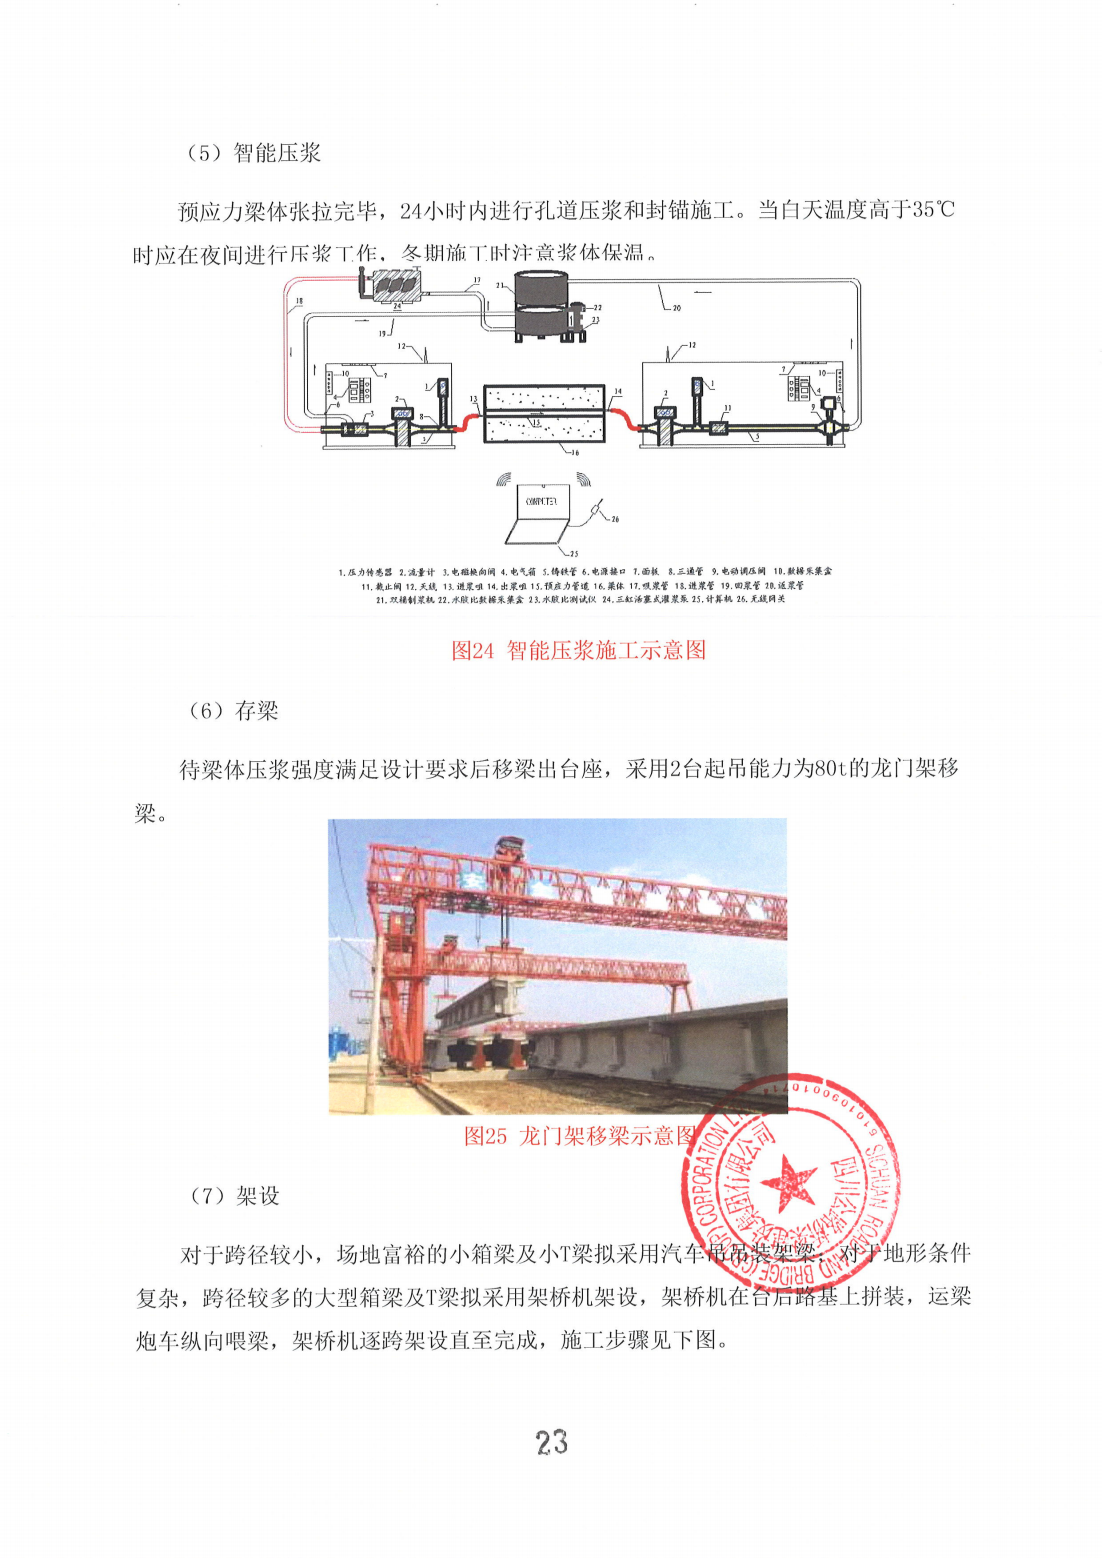 （5）智能压浆
预应力梁体张拉完毕，24小时内进行孔道压浆和封锚施工。当白天温度高于35℃
时应在夜间进行压浆工作，冬期施工时注意浆体保温。
18
24
17
21
22
23
20
19
12
12
10
7
4
6
3
2
1
8
3
13
15
14
16
2
1
11
5
7
4
10
9
6
COMPUTER
26
25
1.压力传感器 2.流量计 3.电磁换向阀 4.电气箱 5.铸铁管 6.电源接口 7.面板 8.三通管 9.电动调压阀 10.数据采集盒
11.截止阀 12.天线 13.进浆咀 14.出浆咀 15.预应力管道 16.梁体 17.吸浆管 18.进浆管 19.回浆管 20.返浆管
21.双桶制浆机 22.水胶比数据采集盒 23.水胶比测试仪 24.三缸活塞式灌浆泵 25.计算机 26.无线网关
图24 智能压浆施工示意图
（6）存梁
待梁体压浆强度满足设计要求后移梁出台座，采用2台起吊能力为80t的龙门架移
梁。
图25 龙门架移梁示意图
SICHUAN ROAD AND BRIDGE (GROUP) CORPORATION
四川公路桥梁建设集团有限公司
（7）架设
对于跨径较小，场地富裕的小箱梁及小T梁拟采用汽车吊吊装架梁；对于地形条件
复杂，跨径较多的大型箱梁及T梁拟采用架桥机架设，架桥机在台后路基上拼装，运梁
炮车纵向喂梁，架桥机逐跨架设直至完成，施工步骤见下图。
23